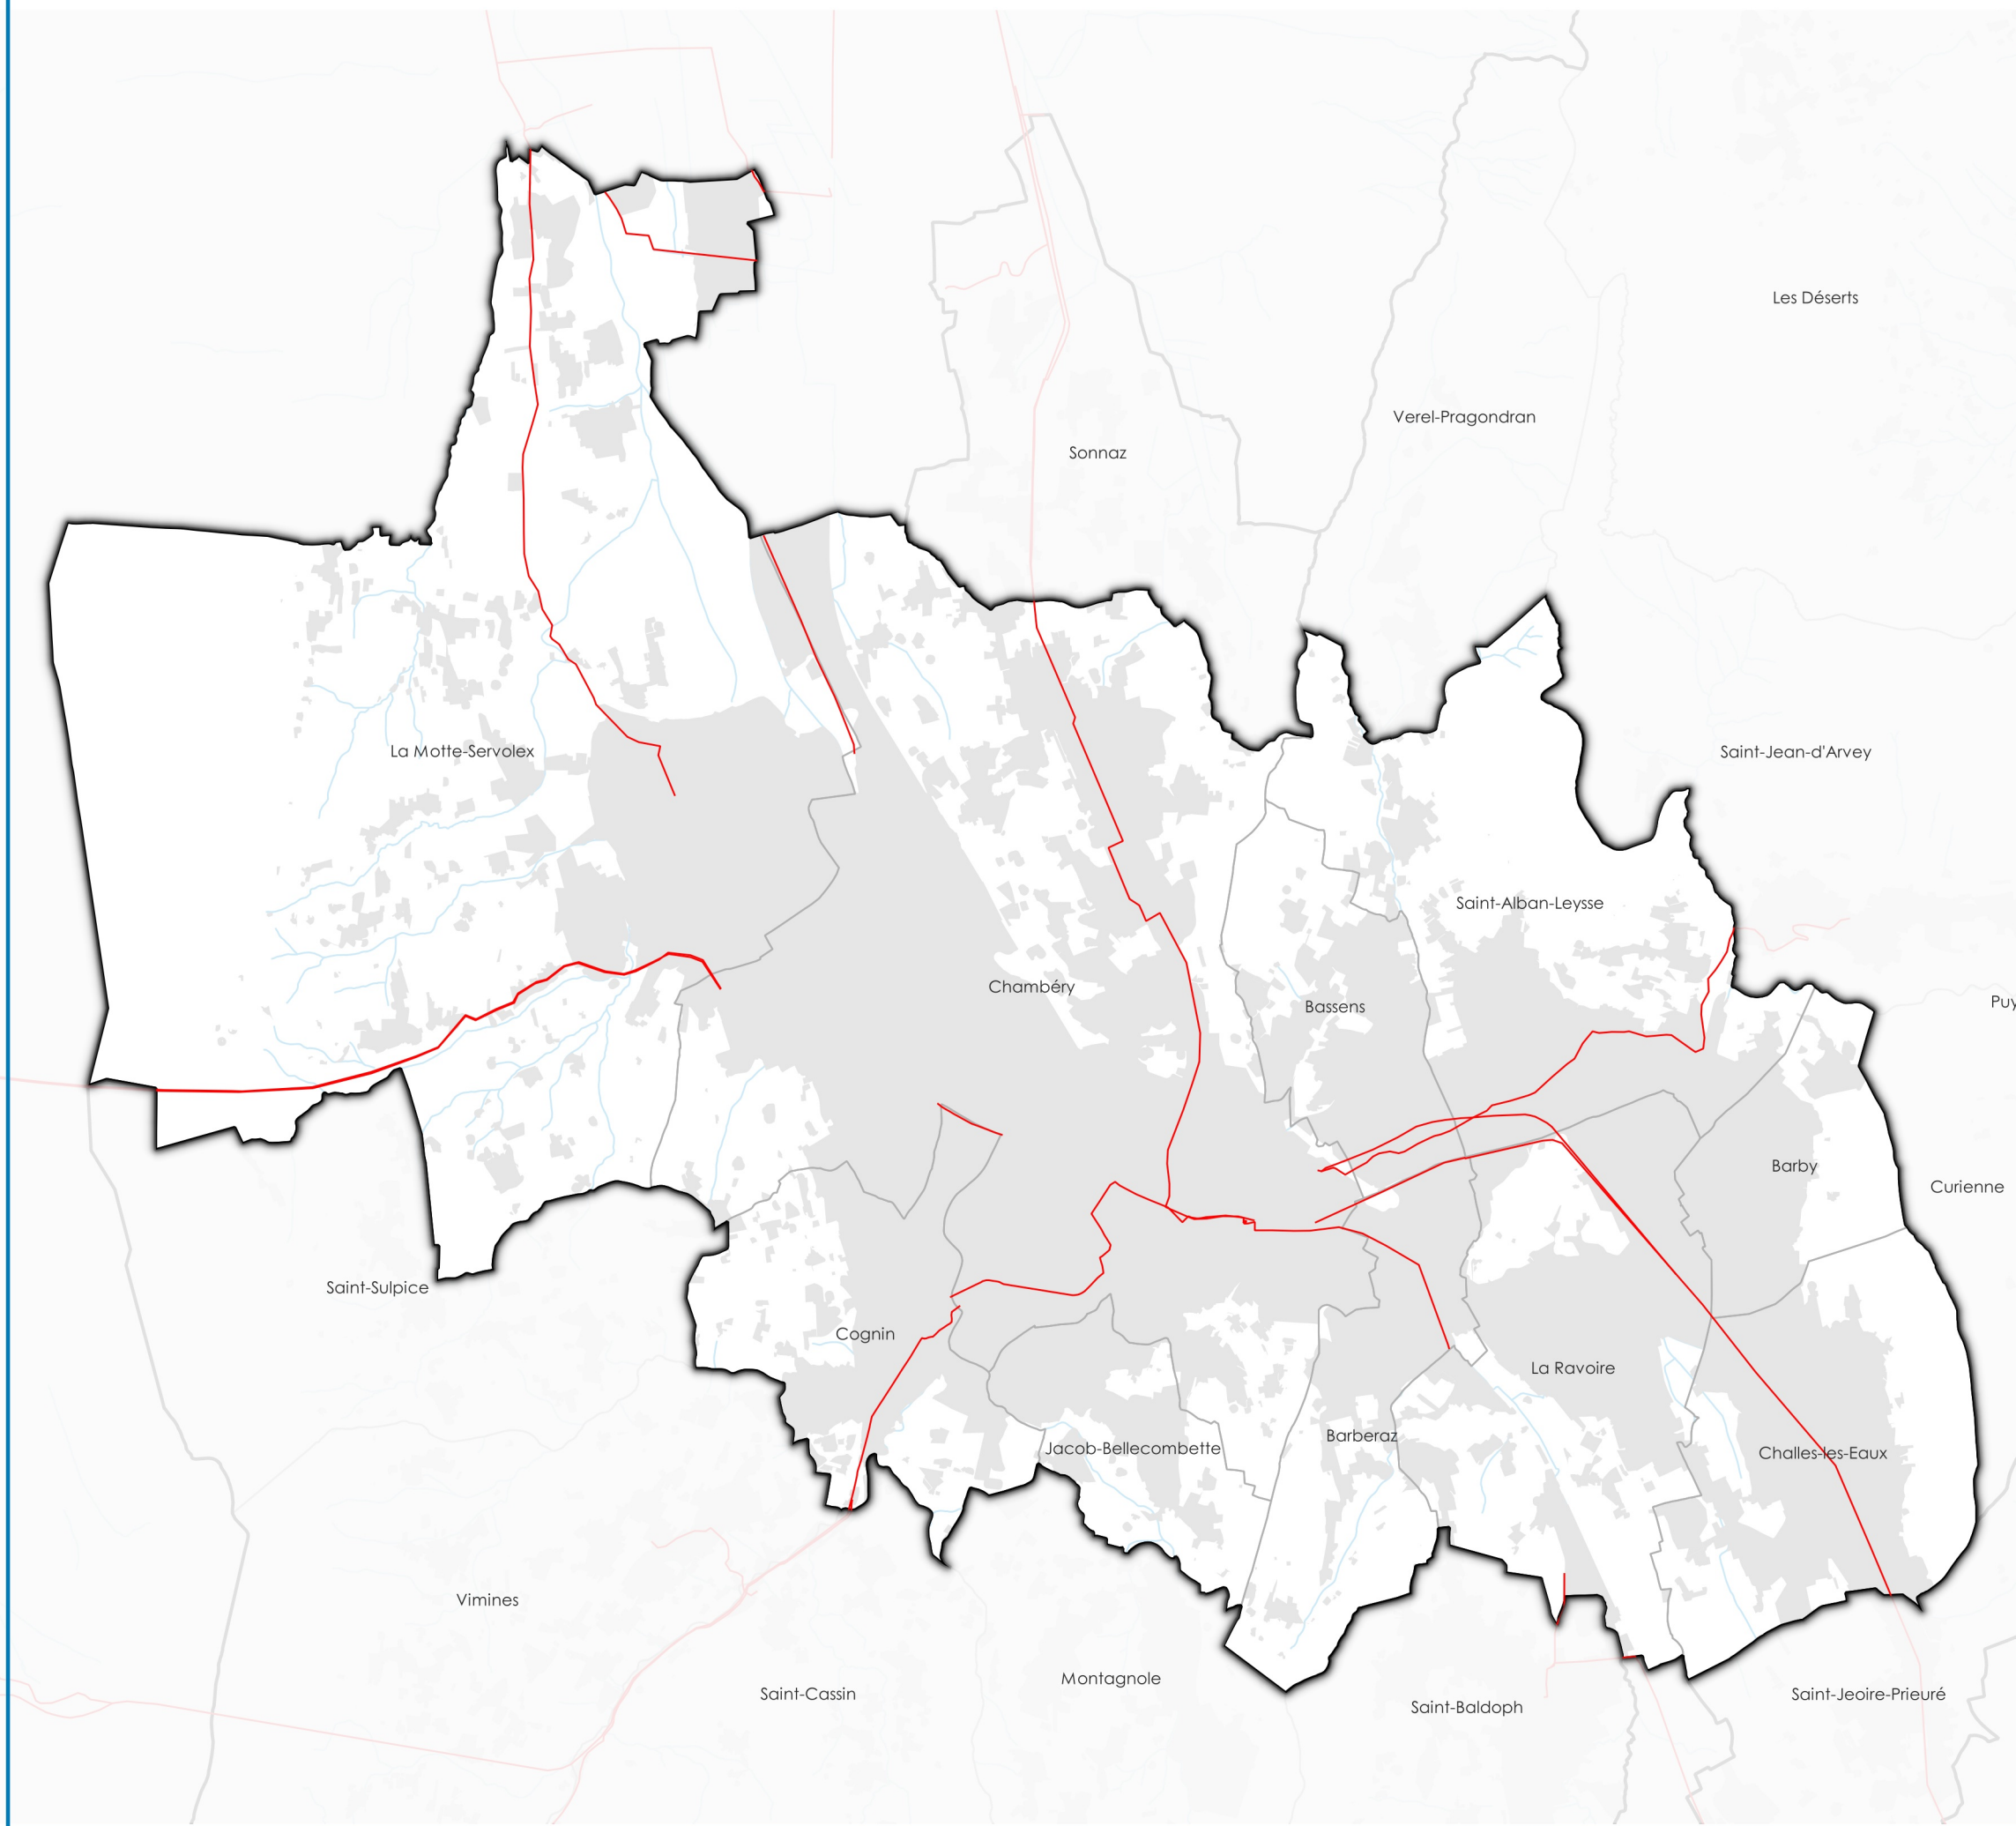 Les Déserts
Verel-Pragondran
Sonnaz
La Motte-Servolex
Saint-Jean-d'Arvey
Saint-Alban-Leysse
Chambéry
Bassens
Puy
Barby
Curienne
Saint-Sulpice
Cognin
La Ravoire
Barberaz
Jacob-Bellecombette
Challes-les-Eaux
Vimines
Montagnole
Saint-Cassin
Saint-Jeoire-Prieuré
Saint-Baldoph